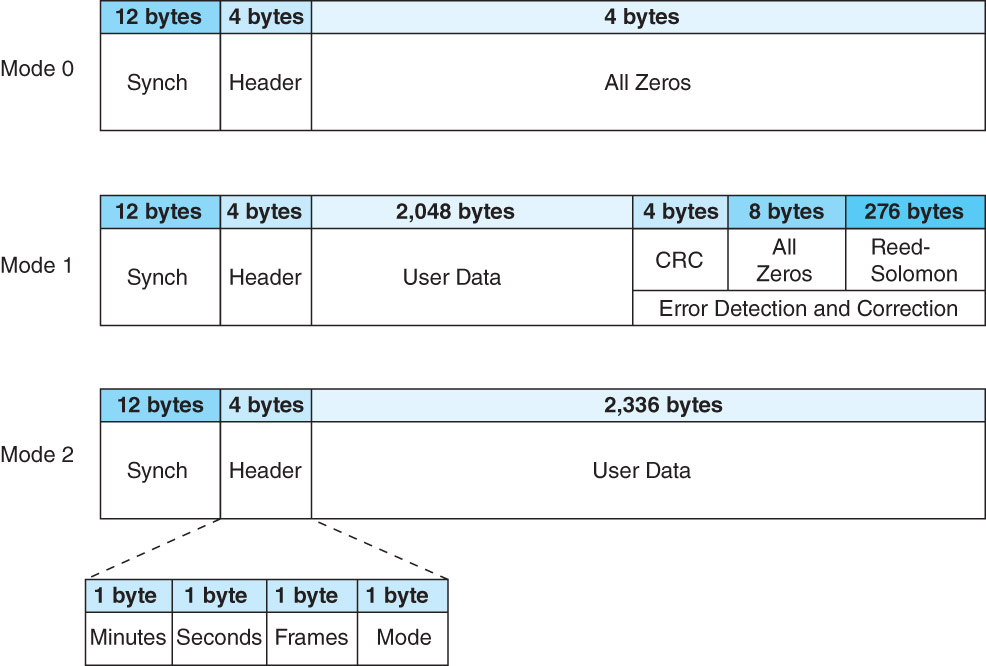 12 bytes 4 bytes 4 bytes
Mode 0
Synch Header All Zeros
12 bytes 4 bytes 2,048 bytes 4 bytes 8 bytes 276 bytes
Mode 1
Synch Header User Data
CRC
All
Zeros
Reed-
Solomon
Error Detection and Correction
12 bytes 4 bytes 2,336 bytes
Mode 2
Synch Header User Data
1 byte 1 byte 1 byte 1 byte
Minutes Seconds Frames Mode